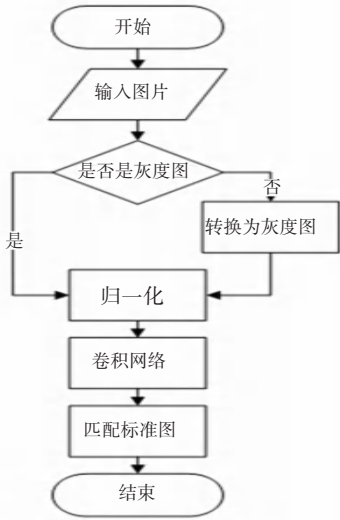 开始
输入图片
是否是灰度图
否
转换为灰度图
是
归一化
卷积网络
匹配标准图
结束